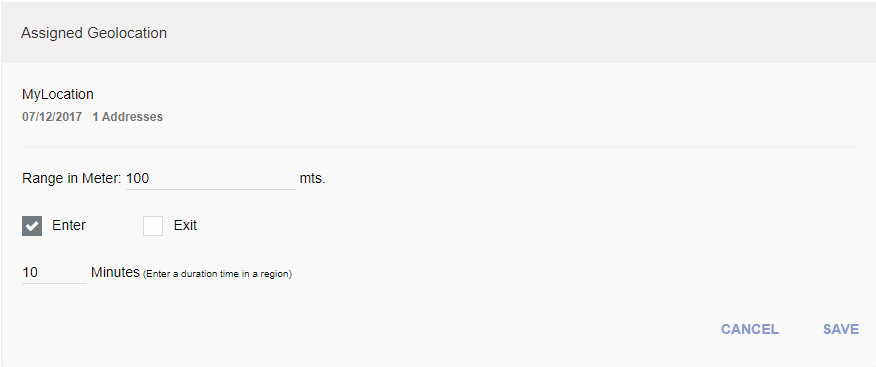 Assigned Geolocation
MyLocation
07/12/2017 1 Addresses
Range in Meter: 100 mts.
Enter Exit
10 Minutes (Enter a duration time in a region)
CANCEL SAVE